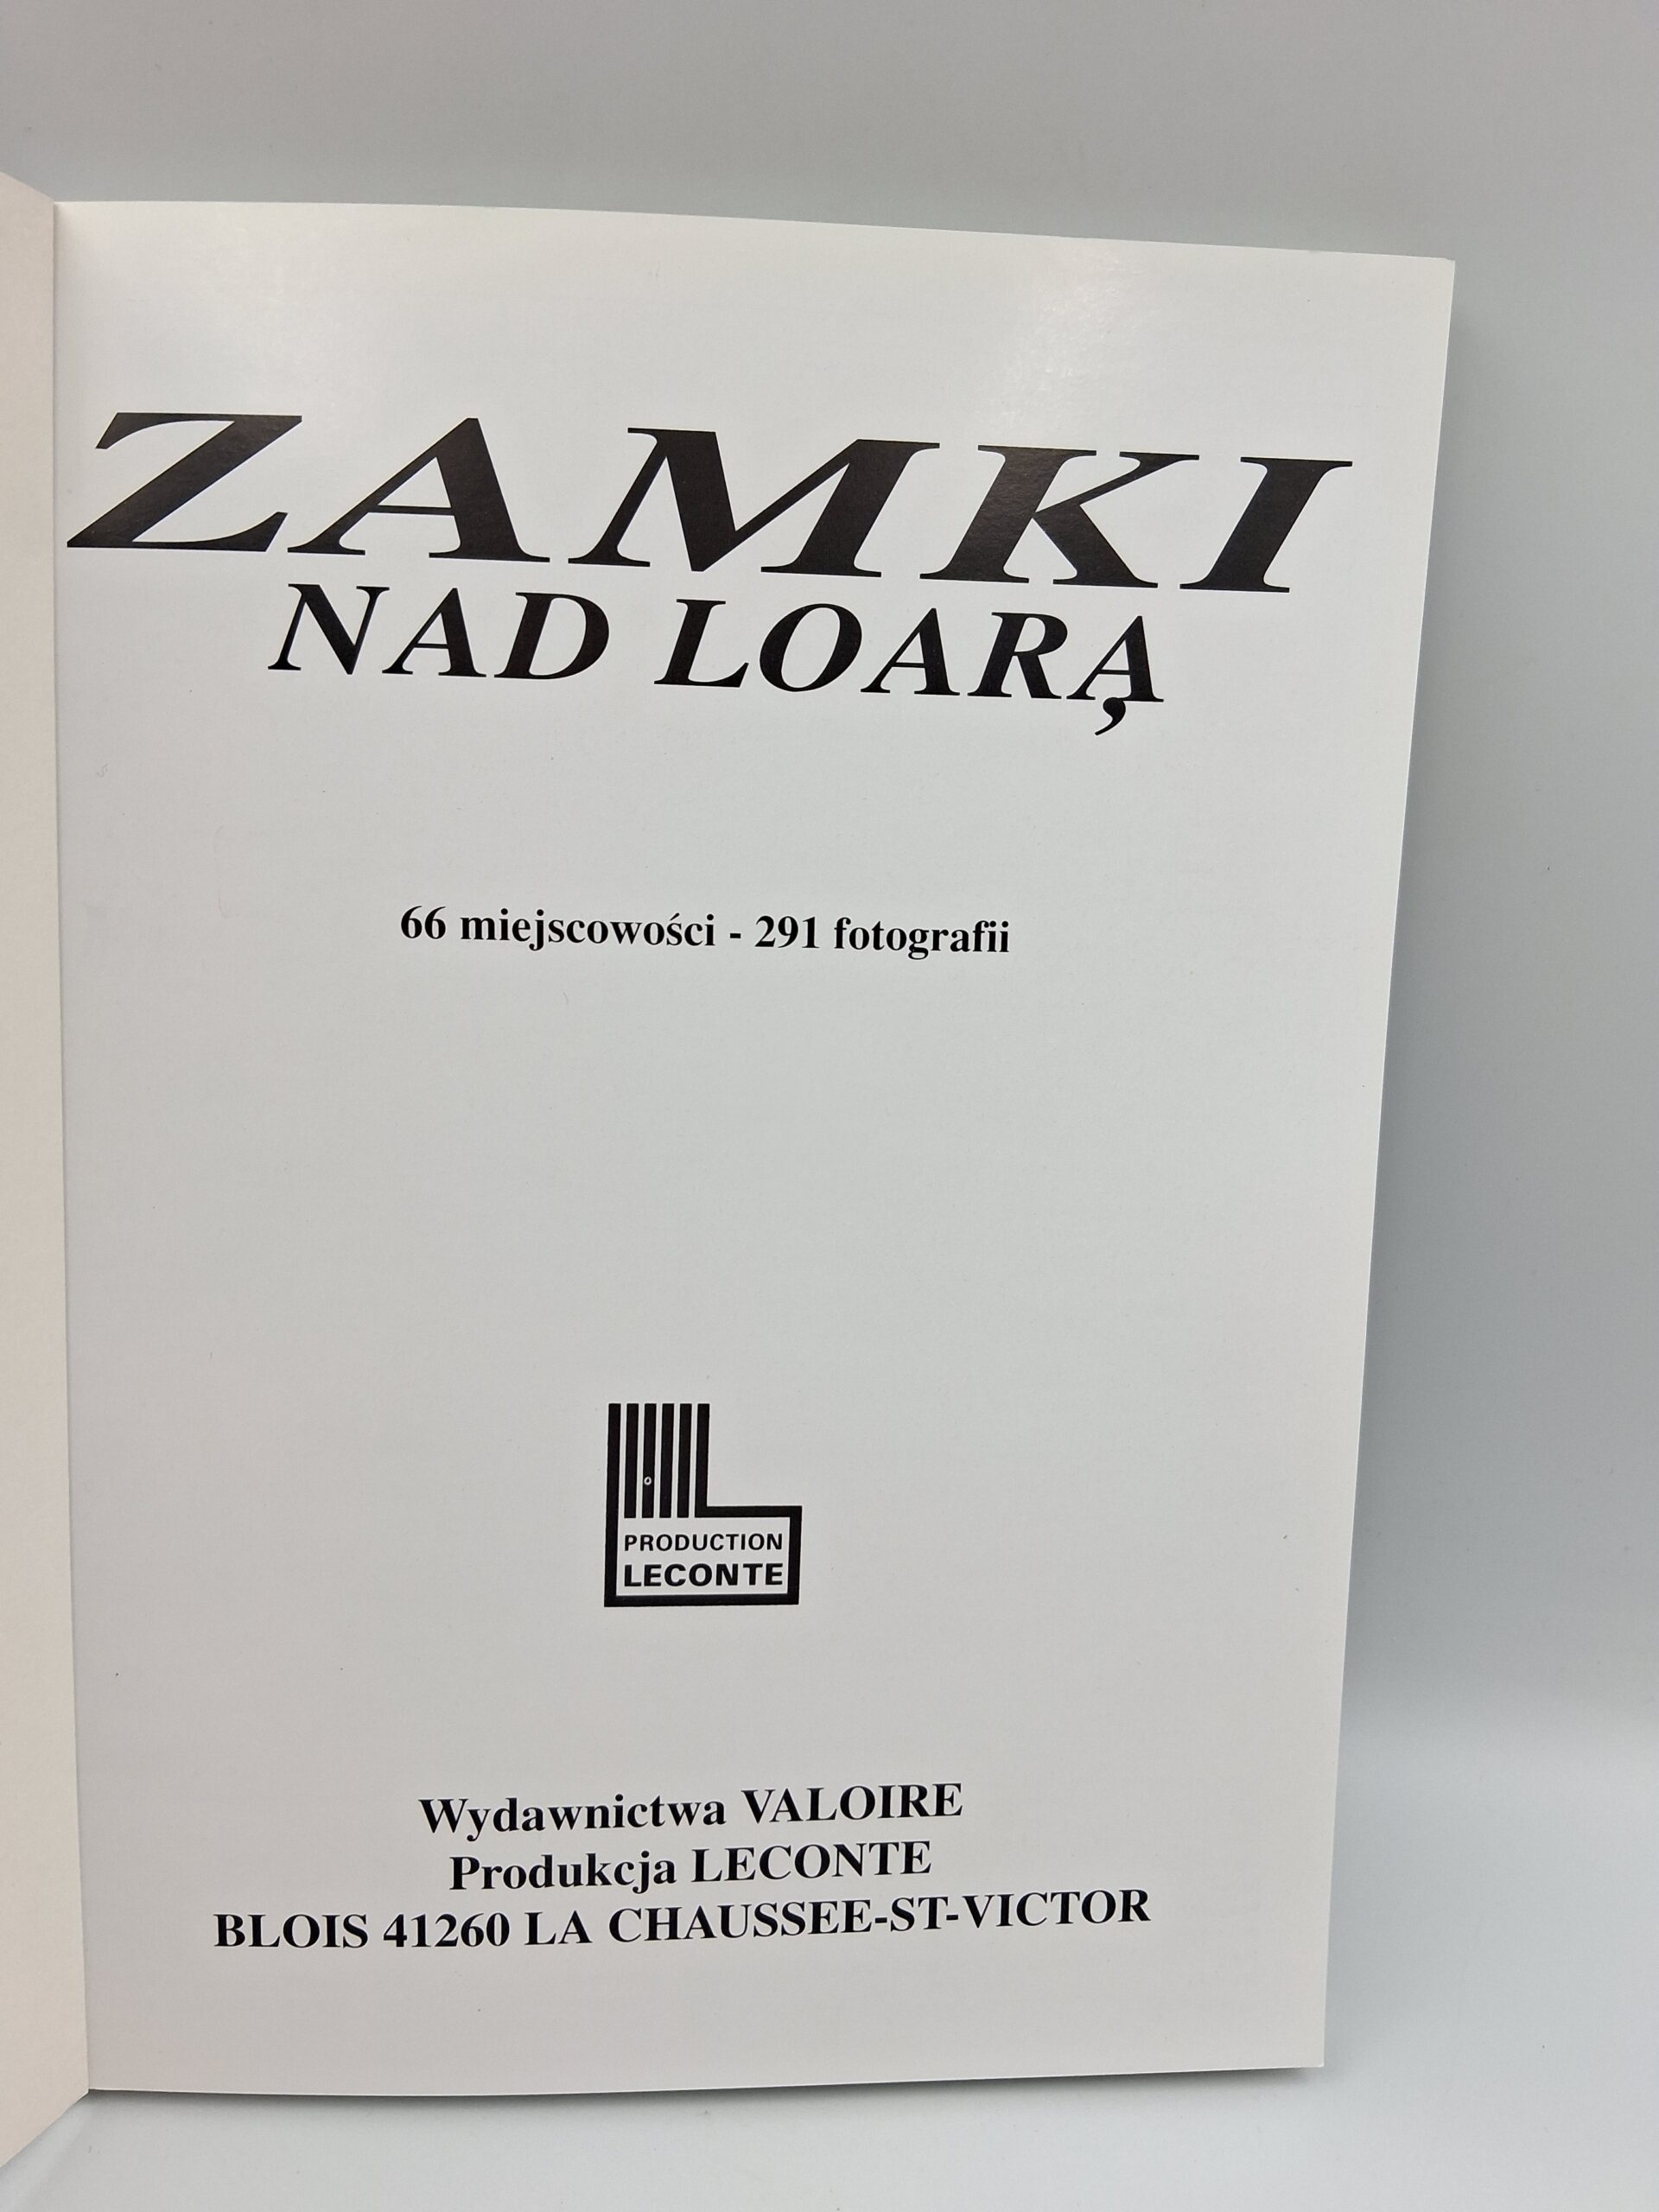 ZAMKI
NAD LOARĄ
66 miejscowości - 291 fotografii
PRODUCTION
LECONTE
Wydawnictwa VALOIRE
Produkcja LECONTE
BLOIS 41260 LA CHAUSSEE-ST-VICTOR